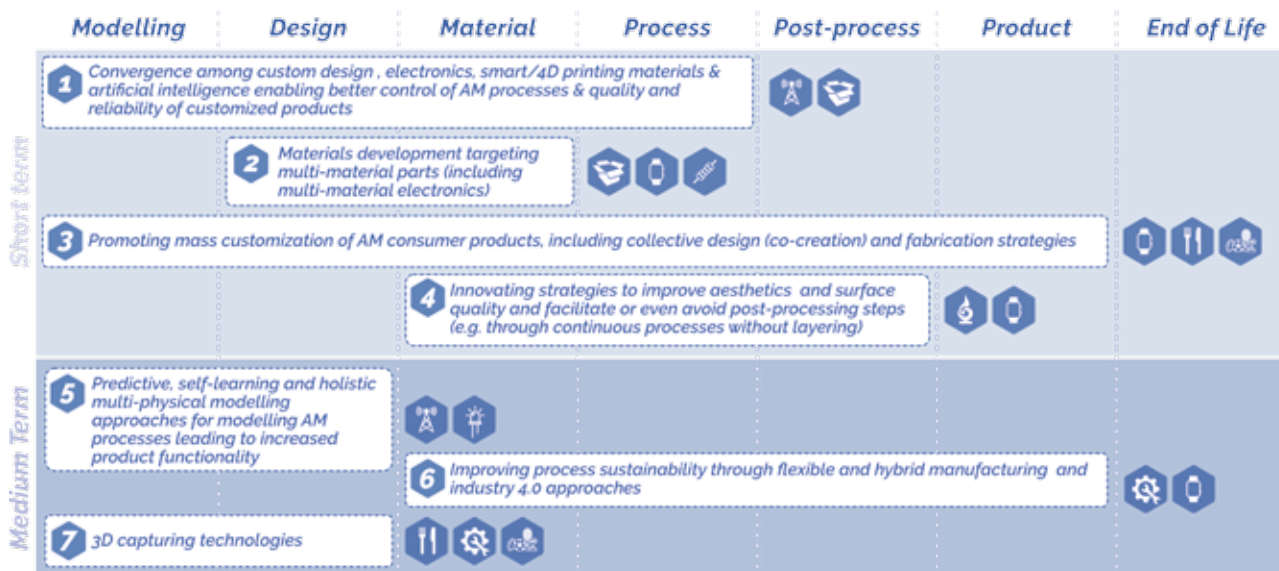 Modelling Design Material Process Post-process Product End of Life
Short term
1 Convergence among custom design , electronics, smart/4D printing materials &
artificial intelligence enabling better control of AM processes & quality and
reliability of customized products
2 Materials development targeting
multi-material parts (including
multi-material electronics)
3 Promoting mass customization of AM consumer products, including collective design (co-creation) and fabrication strategies
4 Innovating strategies to improve aesthetics and surface
quality and facilitate or even avoid post-processing steps
(e.g. through continuous processes without layering)
Medium Term
5 Predictive, self-learning and holistic
multi-physical modelling
approaches for modelling AM
processes leading to increased
product functionality
6 Improving process sustainability through flexible and hybrid manufacturing and
industry 4.0 approaches
7 3D capturing technologies